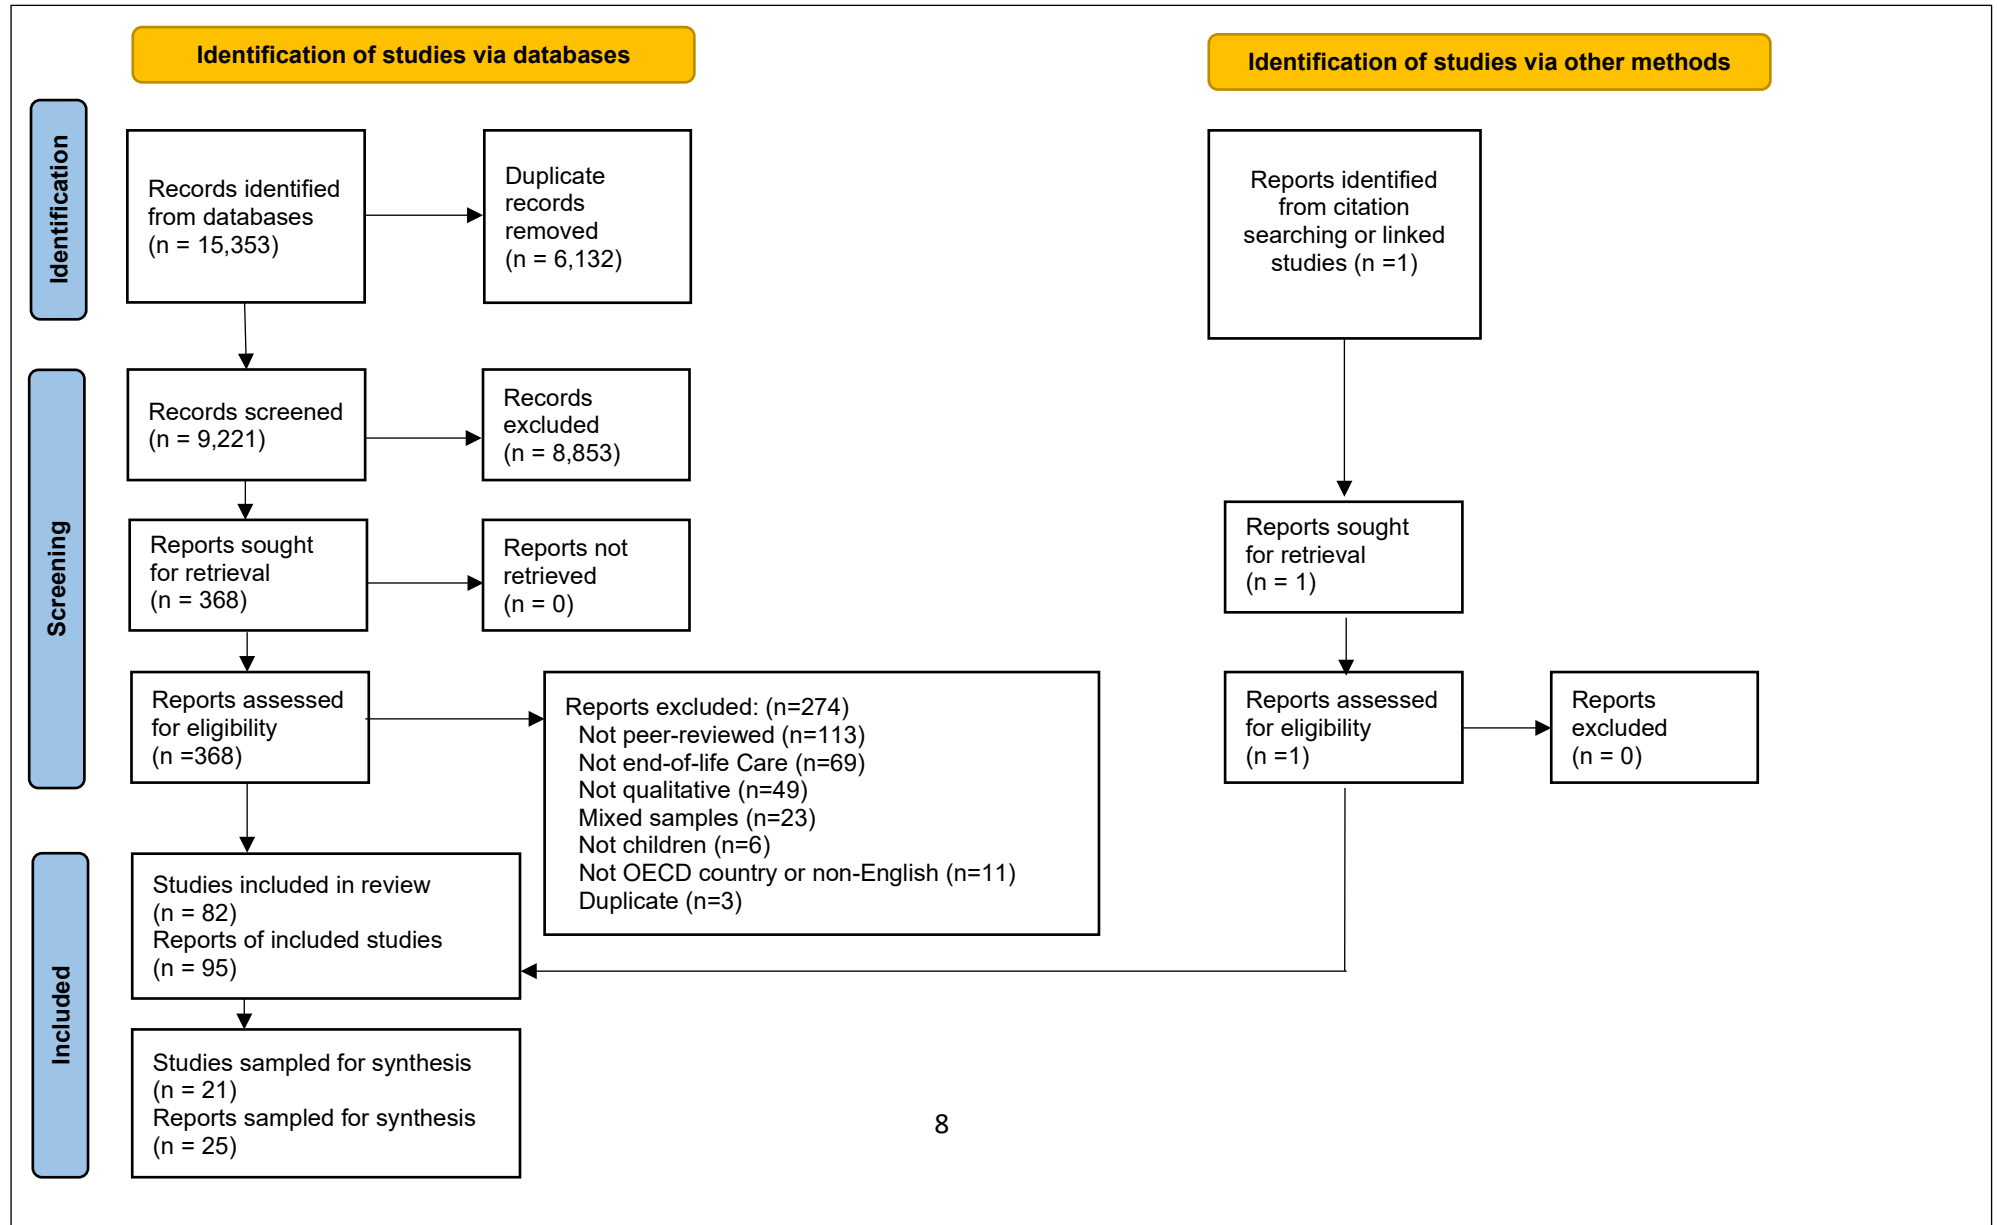 Identification of studies via databases
Identification of studies via other methods
Identification
Records identified
from databases
(n = 15,353)
Duplicate
records
removed
(n = 6,132)
Reports identified
from citation
searching or linked
studies (n =1)
Screening
Records screened
(n = 9,221)
Records
excluded
(n = 8,853)
Reports sought
for retrieval
(n = 368)
Reports not
retrieved
(n = 0)
Reports sought
for retrieval
(n = 1)
Reports assessed
for eligibility
(n =368)
Reports excluded: (n=274)
Not peer-reviewed (n=113)
Not end-of-life Care (n=69)
Not qualitative (n=49)
Mixed samples (n=23)
Not children (n=6)
Not OECD country or non-English (n=11)
Duplicate (n=3)
Reports assessed
for eligibility
(n =1)
Reports
excluded
(n = 0)
Included
Studies included in review
(n = 82)
Reports of included studies
(n = 95)
Studies sampled for synthesis
(n = 21)
Reports sampled for synthesis
(n = 25)
8